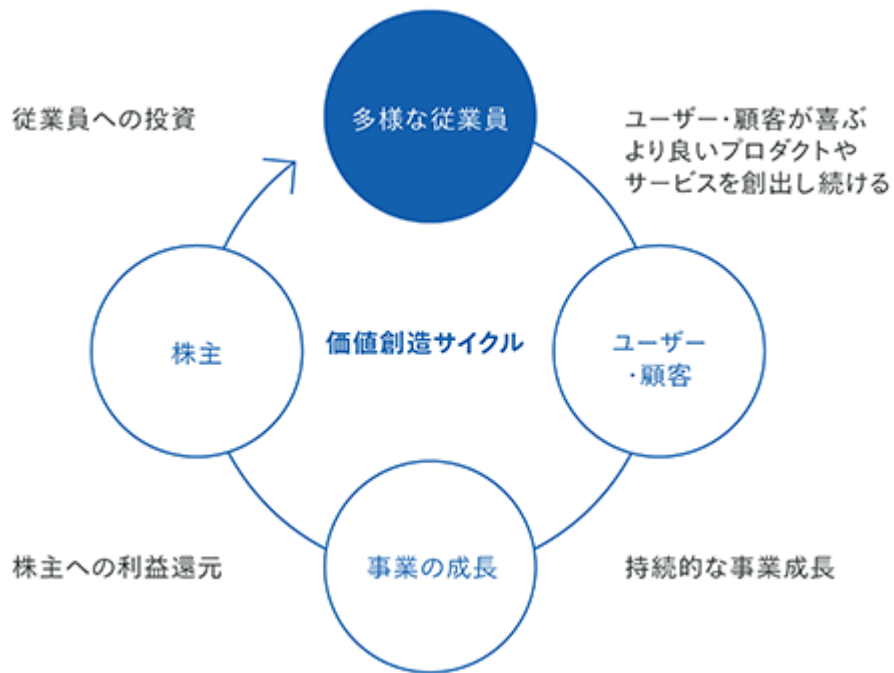 多様な従業員
従業員への投資
ユーザー・顧客が喜ぶ
より良いプロダクトや
サービスを創出し続ける
株主
価値創造サイクル
ユーザー
・顧客
株主への利益還元
事業の成長
持続的な事業成長